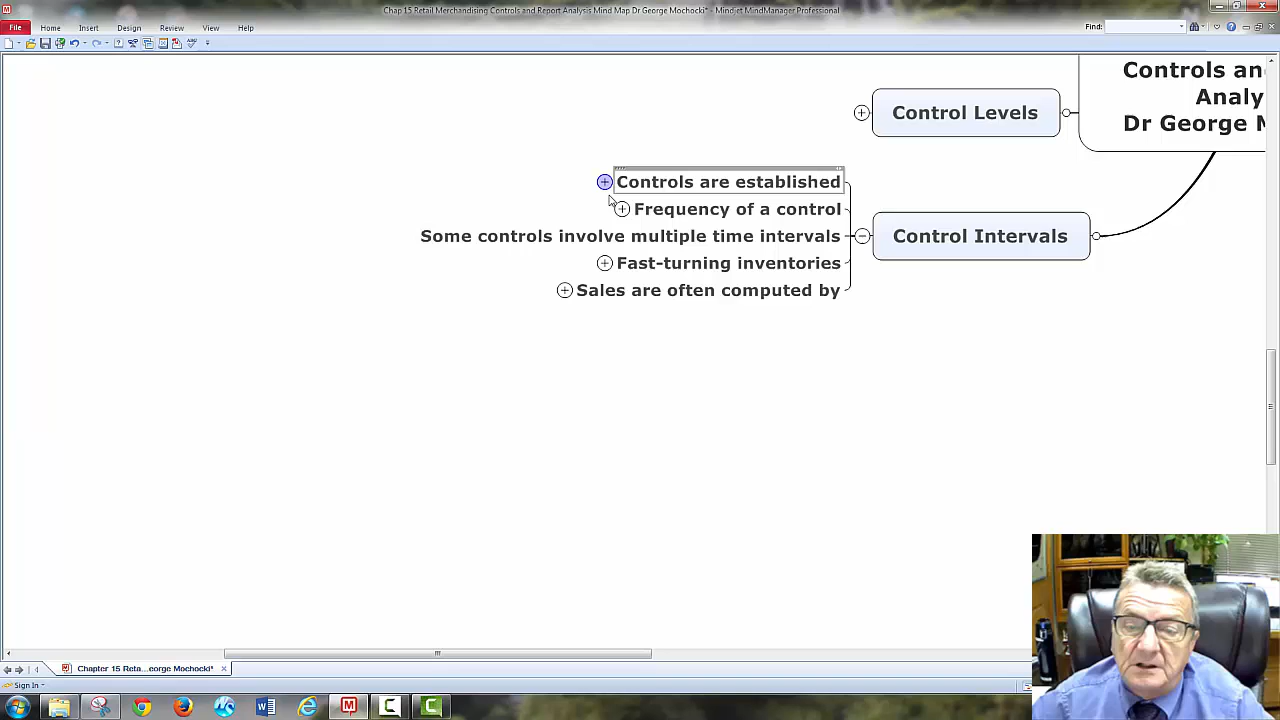 Chap 15 Retail Merchandising Controls and Report Analysis Mind Map Dr George Mochocki* - Mindjet MindManager Professional
File Home Insert Design Review View Help
Find:
Controls an
Analy
Dr George M
Control Levels
Controls are established
Frequency of a control
Some controls involve multiple time intervals
Control Intervals
Fast-turning inventories
Sales are often computed by
Chapter 15 Reta...eorge Mochocki*
Sign In